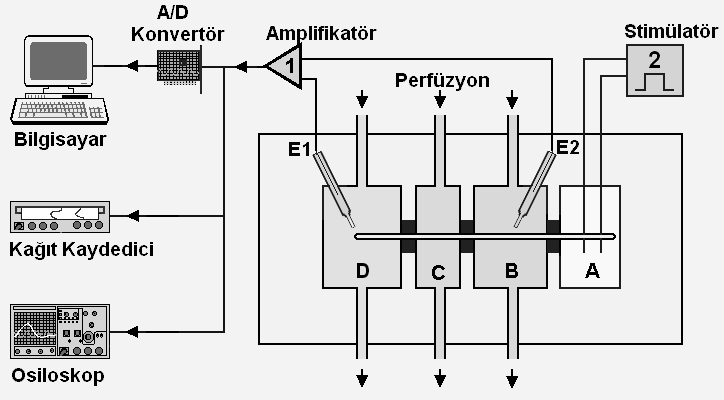 A/D
Konvertör
Amplifikatör
Stimülatör
1
2
Perfüzyon
Bilgisayar
E1
E2
Kağıt Kaydedici
D
C
B
A
Osiloskop